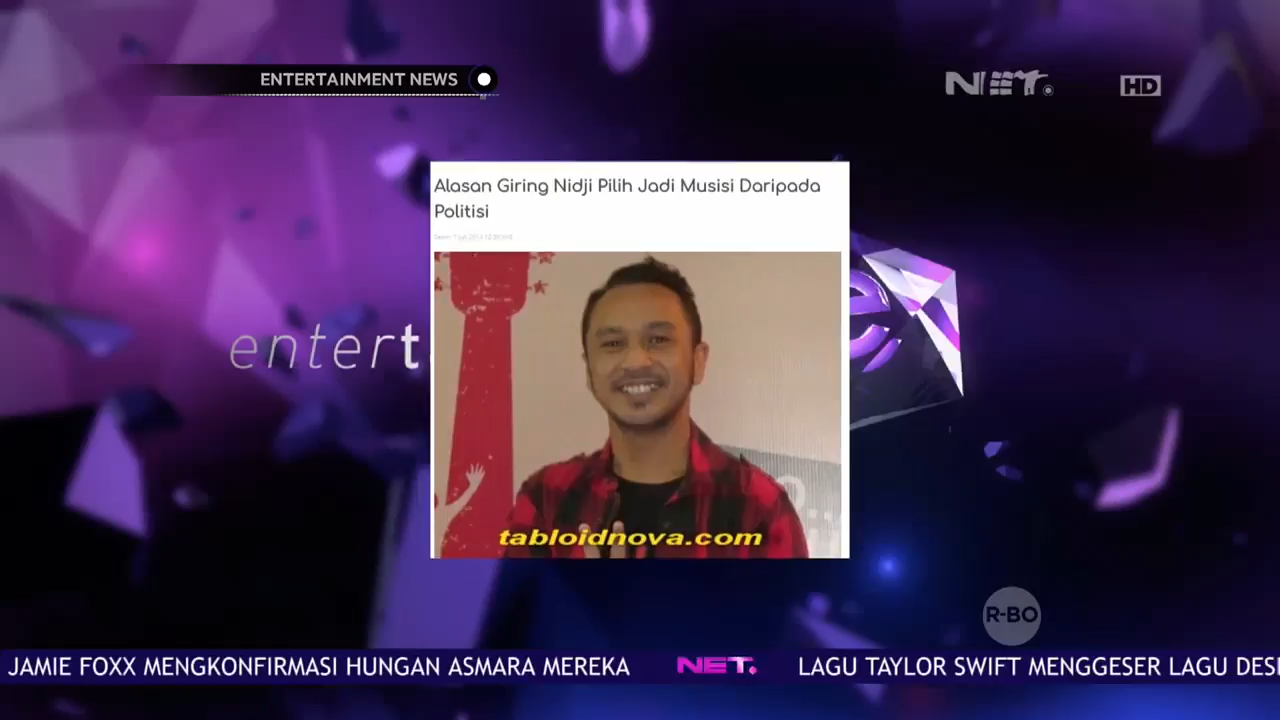 ENTERTAINMENT NEWS
NET.
HD
Alasan Giring Nidji Pilih Jadi Musisi Daripada
Politisi
entert
e
tabloidnova.com
R-BO
JAMIE FOXX MENGKONFIRMASI HUNGAN ASMARA MEREKA
NET.
LAGU TAYLOR SWIFT MENGGESER LAGU DES